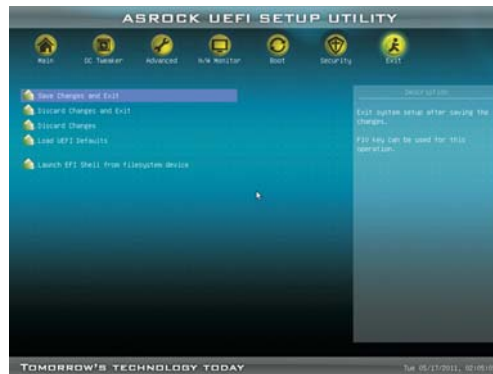 ASROCK UEFI SETUP UTILITY
Main OC Tweaker Advanced H/W Monitor Boot Security Exit
Save Changes and Exit
Discard Changes and Exit
Discard Changes
Load UEFI Defaults
Launch EFI Shell from filesystem device
Description
Exit system setup after saving the
changes.
F10 key can be used for this
operation.
TOMORROW'S TECHNOLOGY TODAY
Tue 05/17/2011,